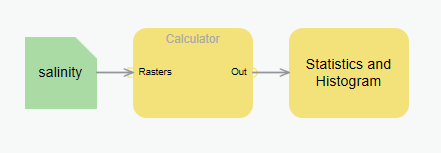 Calculator
salinity
Rasters
Out
Statistics and
Histogram